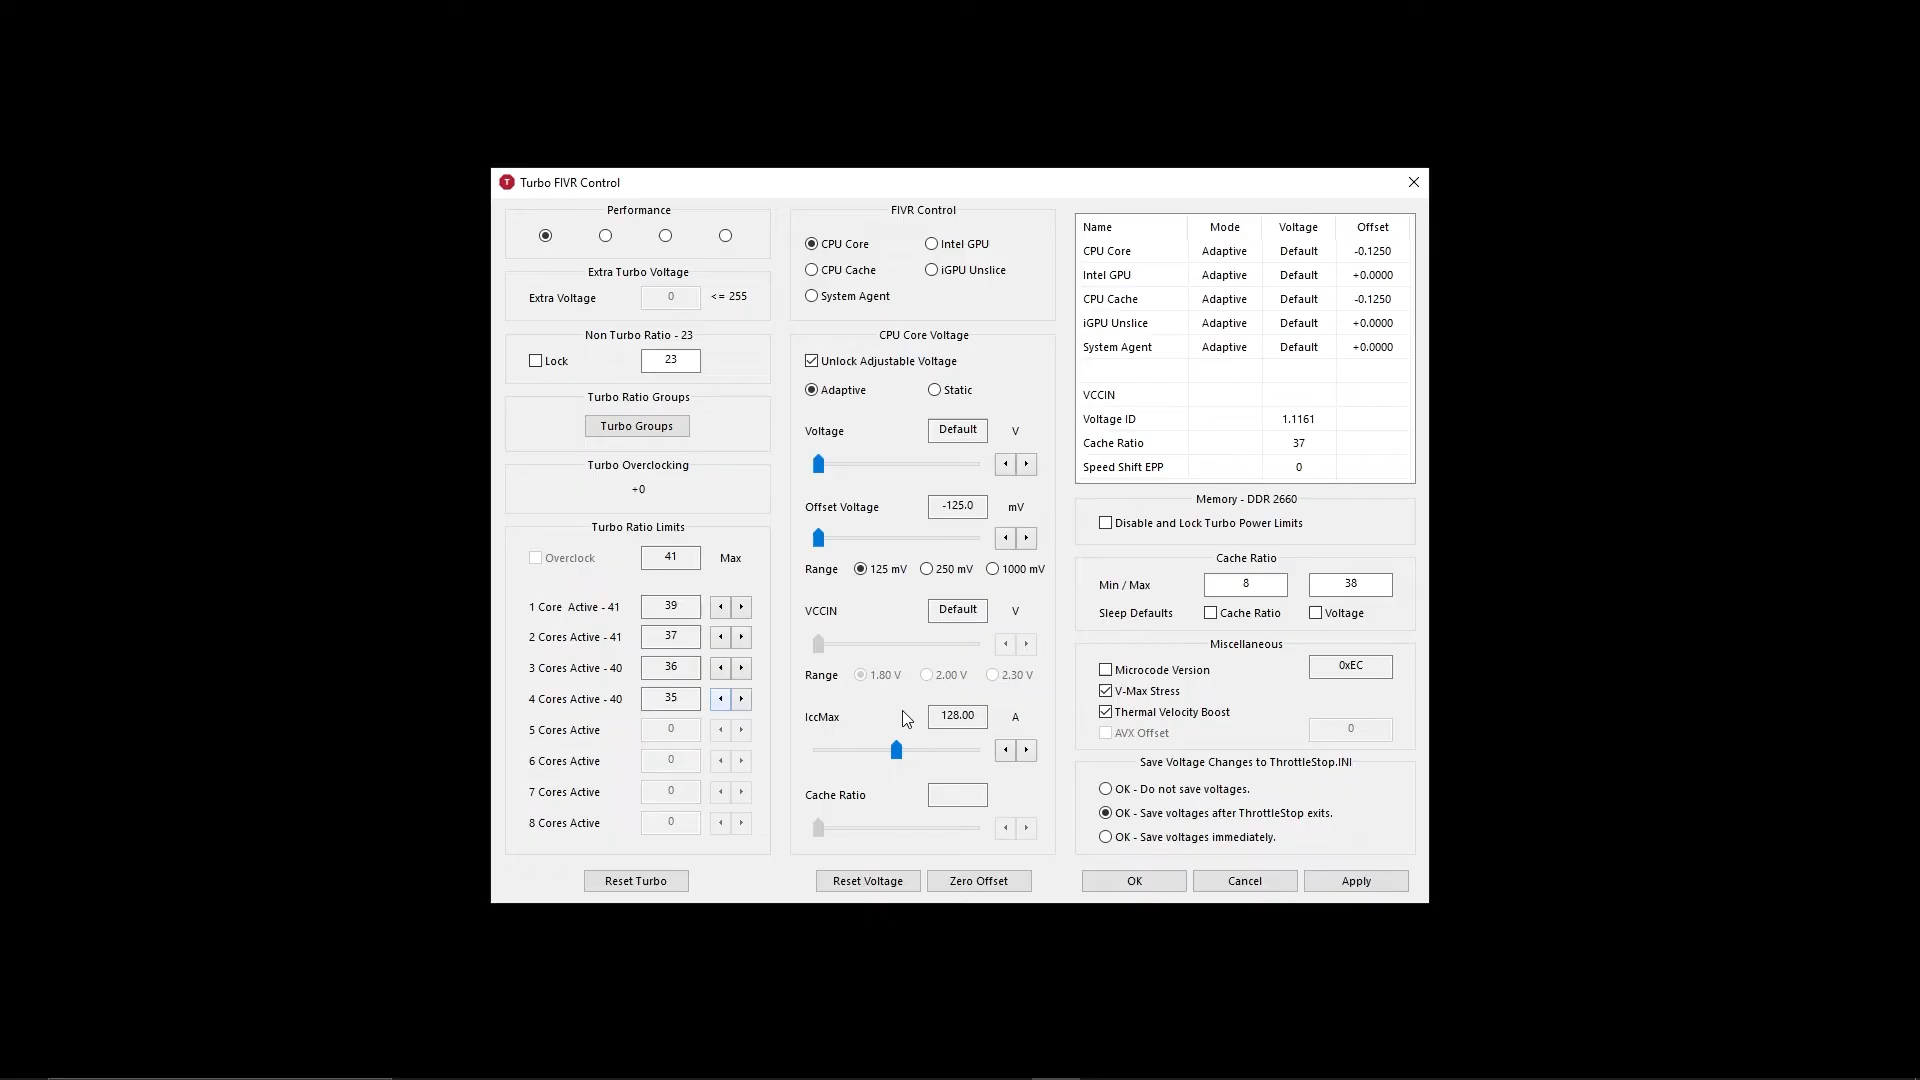 Turbo FIVR Control
Performance
Extra Turbo Voltage
Extra Voltage 0 <= 255
Non Turbo Ratio - 23
Lock 23
Turbo Ratio Groups
Turbo Groups
Turbo Overclocking
+0
Turbo Ratio Limits
Overclock 41 Max
1 Core Active - 41 39
2 Cores Active - 41 37
3 Cores Active - 40 36
4 Cores Active - 40 35
5 Cores Active 0
6 Cores Active 0
7 Cores Active 0
8 Cores Active 0
Reset Turbo
FIVR Control
CPU Core Intel GPU
CPU Cache iGPU Unslice
System Agent
CPU Core Voltage
Unlock Adjustable Voltage
Adaptive Static
Voltage Default V
Offset Voltage -125.0 mV
Range 125 mV 250 mV 1000 mV
VCCIN Default V
Range 1.80 V 2.00 V 2.30 V
IccMax 128.00 A
Cache Ratio
Reset Voltage Zero Offset
Name Mode Voltage Offset
CPU Core Adaptive Default -0.1250
Intel GPU Adaptive Default +0.0000
CPU Cache Adaptive Default -0.1250
iGPU Unslice Adaptive Default +0.0000
System Agent Adaptive Default +0.0000
VCCIN
Voltage ID 1.1161
Cache Ratio 37
Speed Shift EPP 0
Memory - DDR 2660
Disable and Lock Turbo Power Limits
Cache Ratio
Min / Max 8 38
Sleep Defaults Cache Ratio Voltage
Miscellaneous
Microcode Version 0xEC
V-Max Stress
Thermal Velocity Boost
AVX Offset 0
Save Voltage Changes to ThrottleStop.INI
OK - Do not save voltages.
OK - Save voltages after ThrottleStop exits.
OK - Save voltages immediately.
OK Cancel Apply